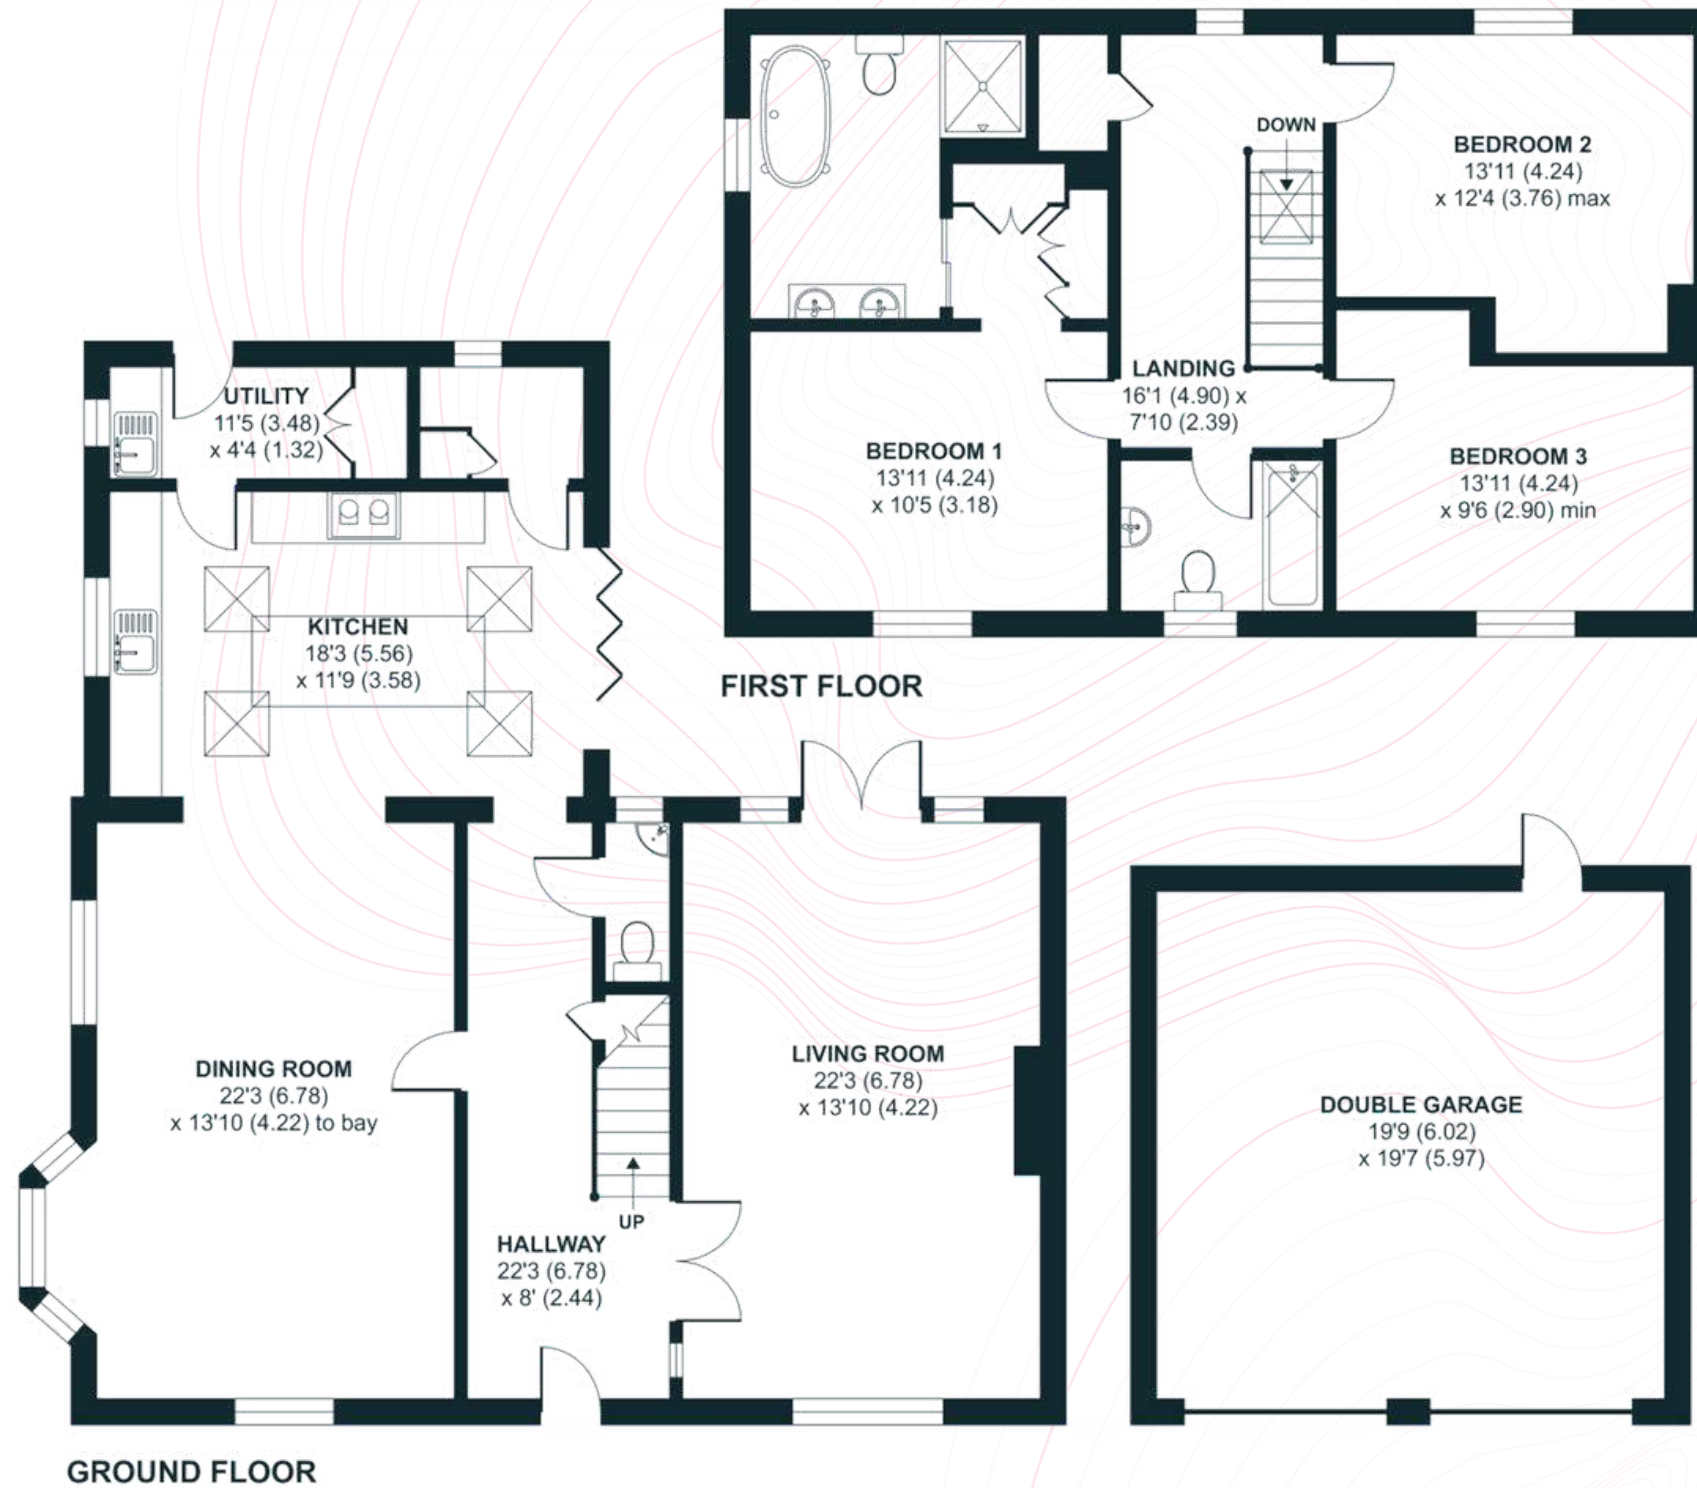 DOWN
BEDROOM 2
13'11 (4.24)
x 12'4 (3.76) max
LANDING
16'1 (4.90) x
7'10 (2.39)
BEDROOM 1
13'11 (4.24)
x 10'5 (3.18)
BEDROOM 3
13'11 (4.24)
x 9'6 (2.90) min
FIRST FLOOR
UTILITY
11'5 (3.48)
x 4'4 (1.32)
KITCHEN
18'3 (5.56)
x 11'9 (3.58)
DINING ROOM
22'3 (6.78)
x 13'10 (4.22) to bay
LIVING ROOM
22'3 (6.78)
x 13'10 (4.22)
UP
HALLWAY
22'3 (6.78)
x 8' (2.44)
DOUBLE GARAGE
19'9 (6.02)
x 19'7 (5.97)
GROUND FLOOR